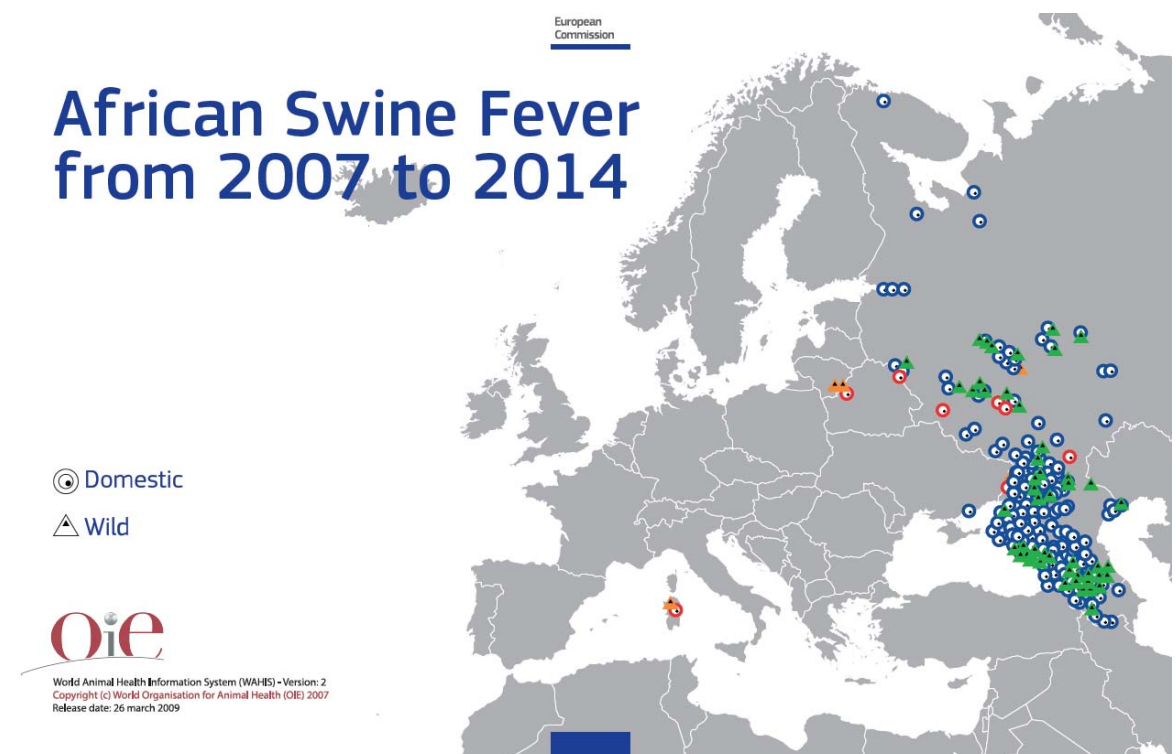 European
Commission
African Swine Fever
from 2007 to 2014
Domestic
Wild
Oie
World Animal Health Information System (WAHIS) - Version: 2
Copyright (c) World Organisation for Animal Health (OIE) 2007
Release date: 26 march 2009